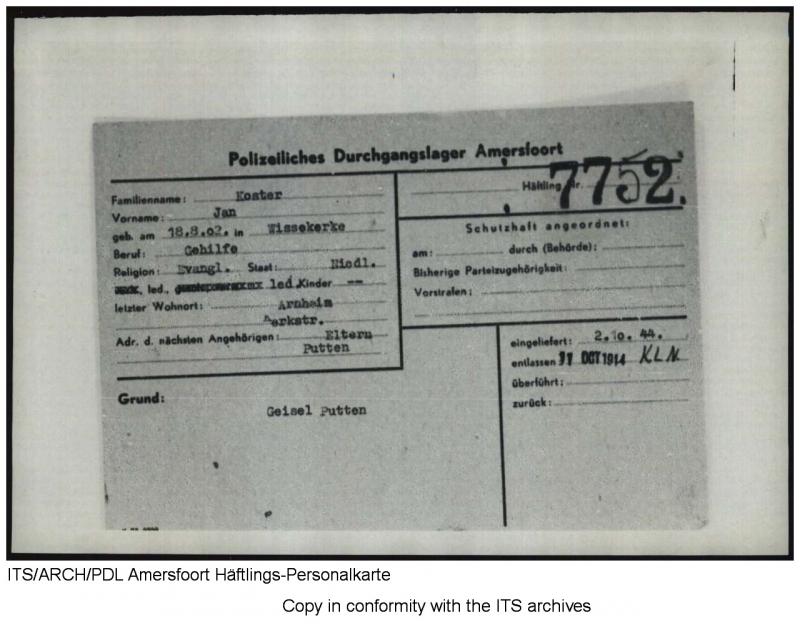 Polizeiliches Durchgangslager Amersfoort
Familienname: Koster
Vorname: Jan
geb. am 18.8.02. in Wissekerke
Beruf: Gehilfe
Religion: Evangl. Staat: Niedl.
led., led. Kinder --
letzter Wohnort: Arnheim
erkstr.
Adr. d. nächsten Angehörigen: Eltern
Putten
Häftling Nr. 7752.
Schutzhaft angeordnet:
am: durch (Behörde):
Bisherige Parteizugehörigkeit:
Vorstrafen:
eingeliefert: 2.10.44.
entlassen 11 OCT 1914 KLN
überführt:
zurück:
Grund:
Geisel Putten
ITS/ARCH/PDL Amersfoort Häftlings-Personalkarte
Copy in conformity with the ITS archives